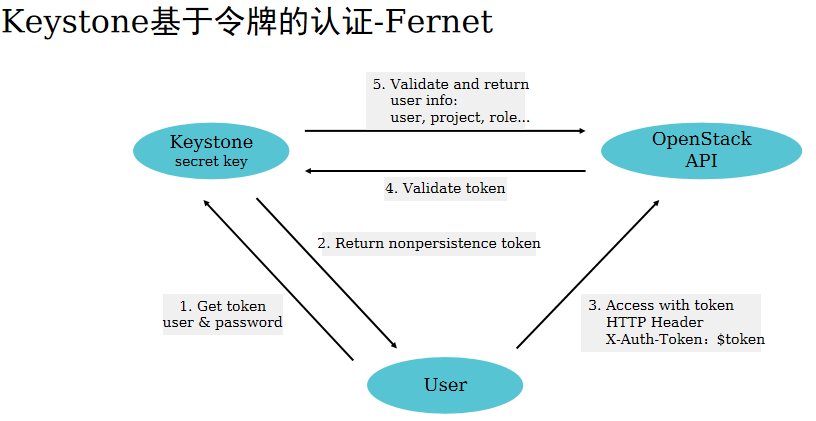 Keystone基于令牌的认证-Fernet
5. Validate and return
user info:
user, project, role...
Keystone
secret key
OpenStack
API
4. Validate token
2. Return nonpersistence token
1. Get token
user & password
3. Access with token
HTTP Header
X-Auth-Token：$token
User